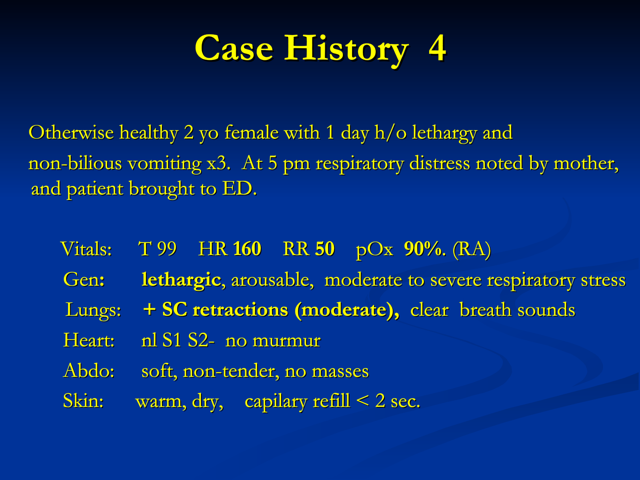 Case History 4
Otherwise healthy 2 yo female with 1 day h/o lethargy and
non-bilious vomiting x3. At 5 pm respiratory distress noted by mother,
and patient brought to ED.
Vitals: T 99 HR 160 RR 50 pOx 90%. (RA)
Gen: lethargic, arousable, moderate to severe respiratory stress
Lungs: + SC retractions (moderate), clear breath sounds
Heart: nl S1 S2- no murmur
Abdo: soft, non-tender, no masses
Skin: warm, dry, capilary refill < 2 sec.